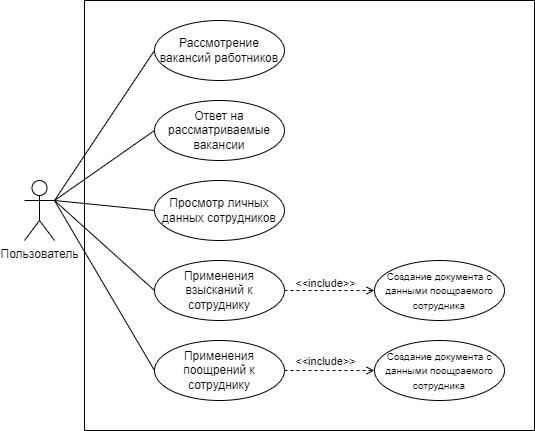 Рассмотрение
вакансий работников
Ответ на
рассматриваемые
вакансии
Просмотр личных
данных сотрудников
Пользователь
Применения
взысканий к
сотруднику
<<include>>
Создание документа с
данными поощраемого
сотрудника
Применения
поощрений к
сотруднику
<<include>>
Создание документа с
данными поощраемого
сотрудника